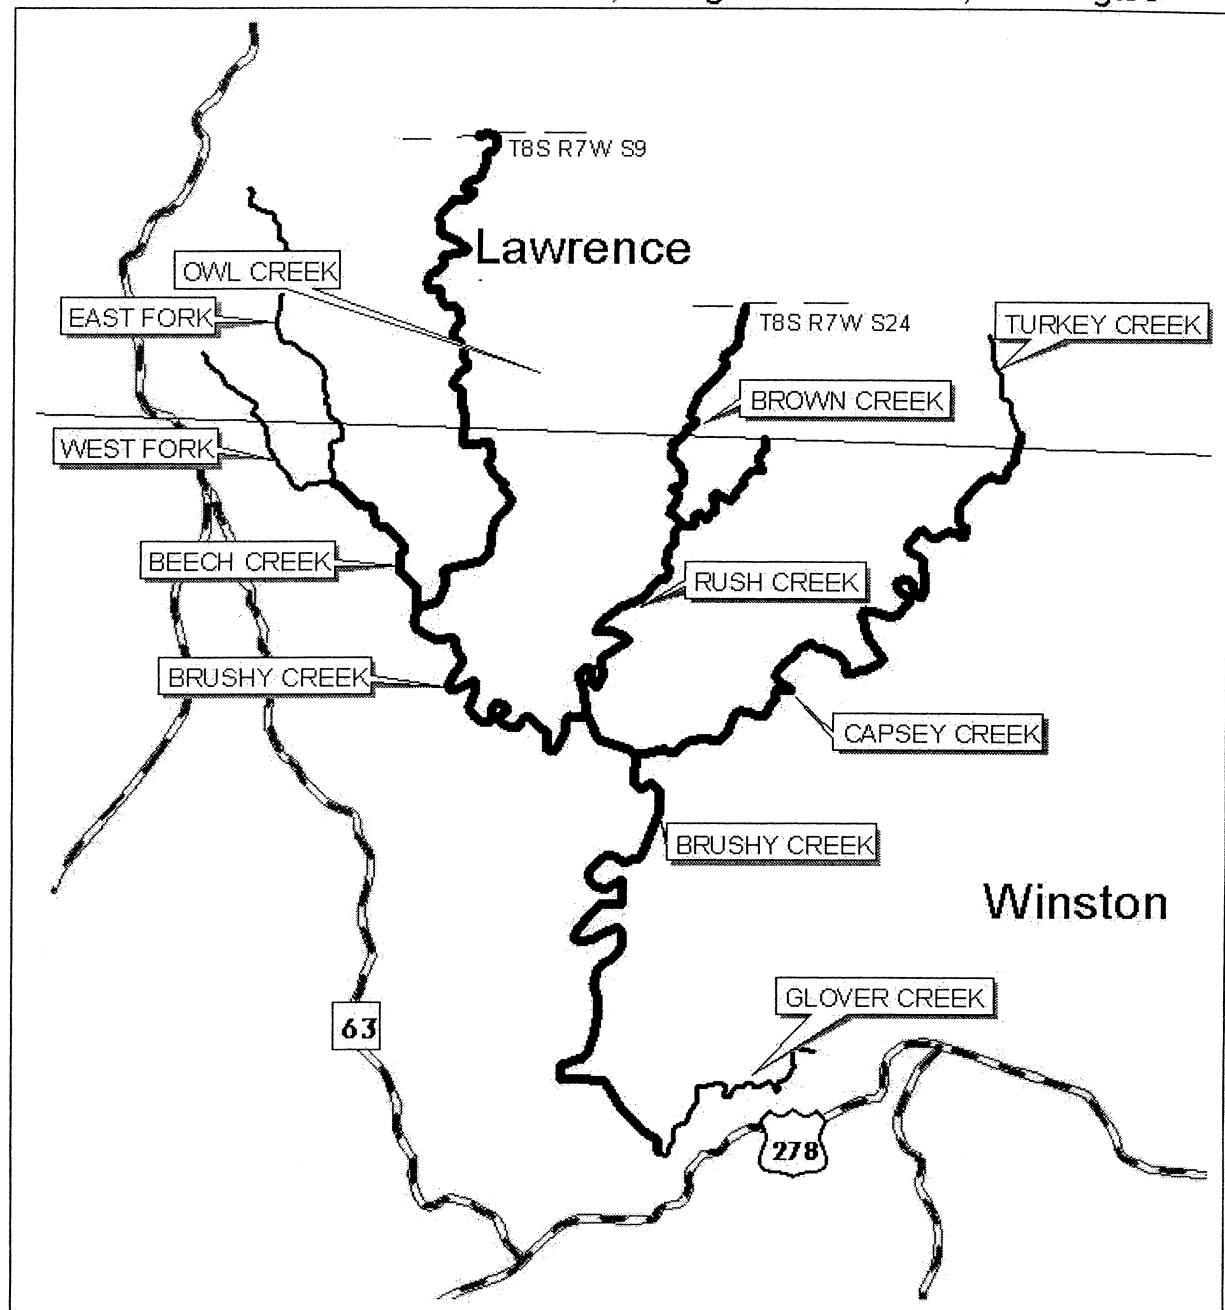 T8S R7W S9
Lawrence
OWL CREEK
EAST FORK
T8S R7W S24
TURKEY CREEK
BROWN CREEK
WEST FORK
BEECH CREEK
RUSH CREEK
BRUSHY CREEK
CAPSEY CREEK
BRUSHY CREEK
Winston
GLOVER CREEK
63
278